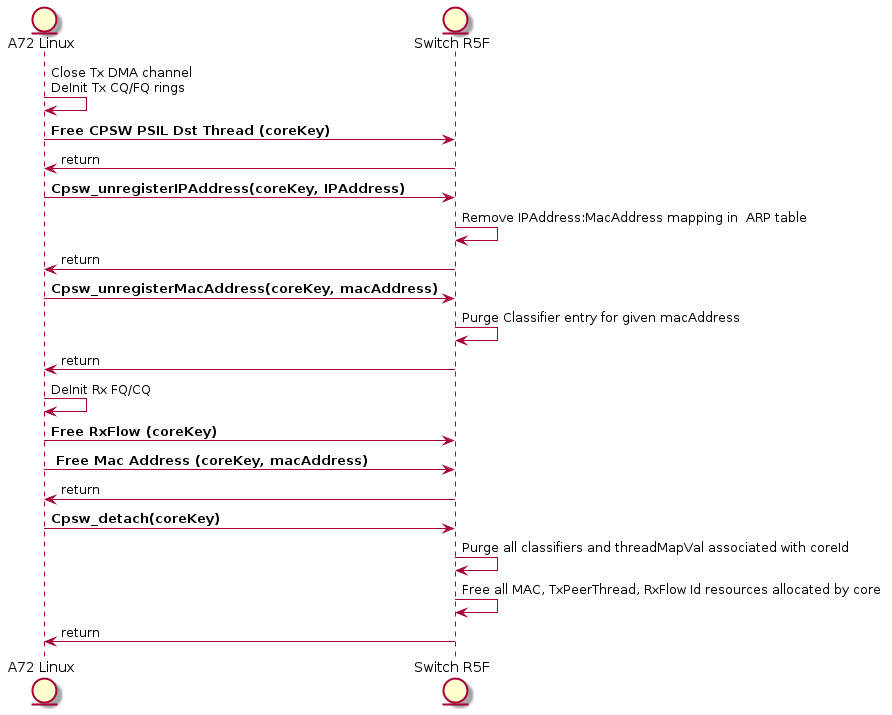 A72 Linux
Switch R5F
Close Tx DMA channel
DeInit Tx CQ/FQ rings
Free CPSW PSIL Dst Thread (coreKey)
return
Cpsw_unregisterIPAddress(coreKey, IPAddress)
Remove IPAddress:MacAddress mapping in  ARP table
return
Cpsw_unregisterMacAddress(coreKey, macAddress)
Purge Classifier entry for given macAddress
return
DeInit Rx FQ/CQ
Free RxFlow (coreKey)
Free Mac Address (coreKey, macAddress)
return
Cpsw_detach(coreKey)
Purge all classifiers and threadMapVal associated with coreId
Free all MAC, TxPeerThread, RxFlow Id resources allocated by core
return
A72 Linux
Switch R5F